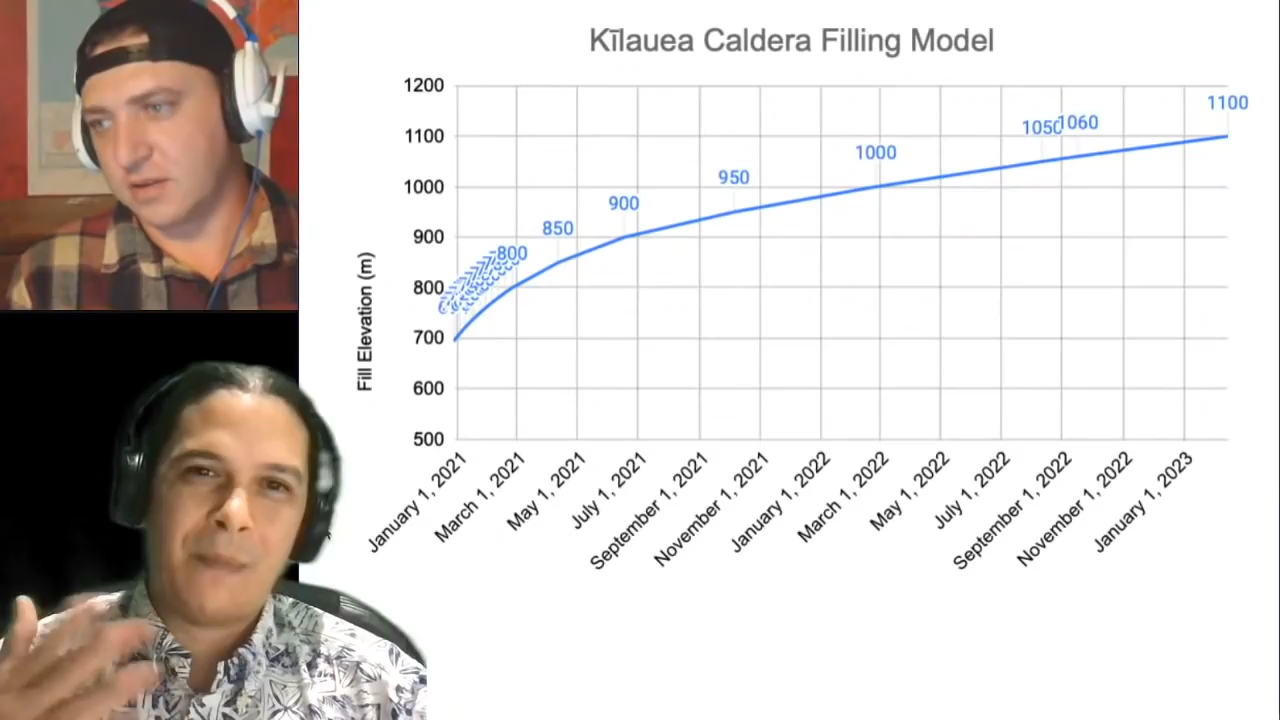 Kīlauea Caldera Filling Model
1200
1100
1000
900
800
700
600
500
Fill Elevation (m)
800
850
900
950
1000
1050
1060
1100
January 1, 2021
March 1, 2021
May 1, 2021
July 1, 2021
September 1, 2021
November 1, 2021
January 1, 2022
March 1, 2022
May 1, 2022
July 1, 2022
September 1, 2022
November 1, 2022
January 1, 2023